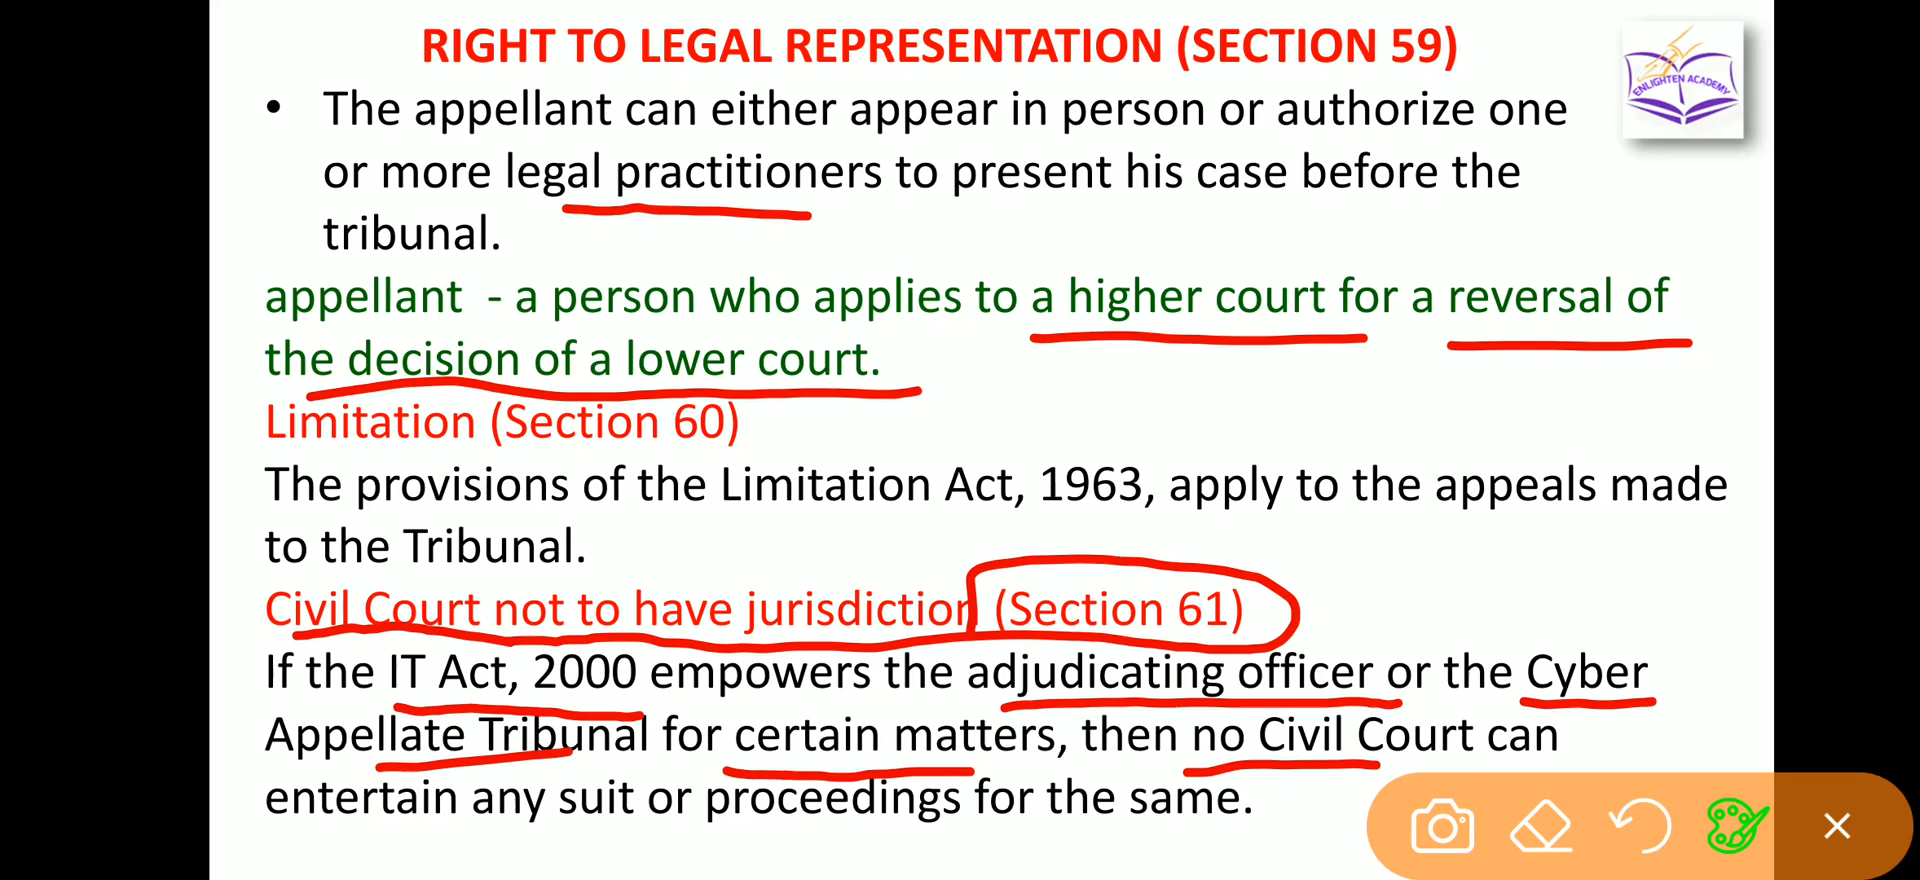 RIGHT TO LEGAL REPRESENTATION (SECTION 59)
ENLIGHTEN ACADEMY
• The appellant can either appear in person or authorize one
or more legal practitioners to present his case before the
tribunal.
appellant - a person who applies to a higher court for a reversal of
the decision of a lower court.
Limitation (Section 60)
The provisions of the Limitation Act, 1963, apply to the appeals made
to the Tribunal.
Civil Court not to have jurisdiction (Section 61)
If the IT Act, 2000 empowers the adjudicating officer or the Cyber
Appellate Tribunal for certain matters, then no Civil Court can
entertain any suit or proceedings for the same.